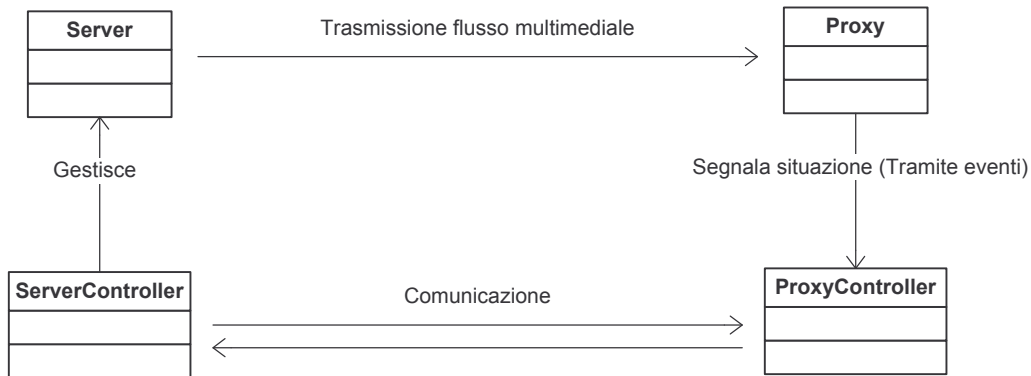 Server
Trasmissione flusso multimediale
Proxy
Gestisce
Segnala situazione (Tramite eventi)
ServerController
Comunicazione
ProxyController